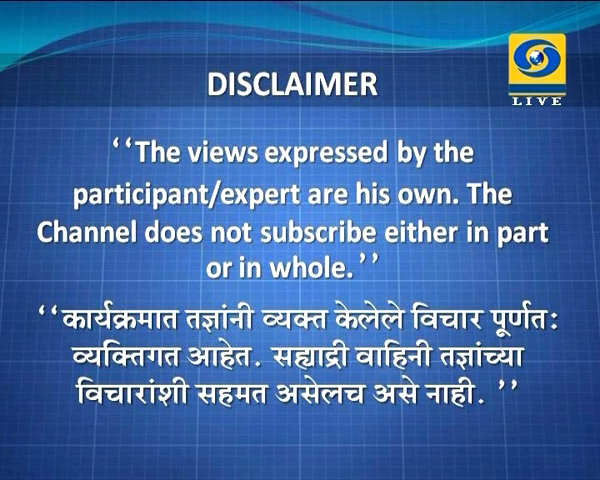 LIVE
DISCLAIMER
‘‘The views expressed by the
participant/expert are his own. The
Channel does not subscribe either in part
or in whole.’’
‘‘कार्यक्रमात तज्ञांनी व्यक्त केलेले विचार पूर्णत:
व्यक्तिगत आहेत. सह्याद्री वाहिनी तज्ञांच्या
विचारांशी सहमत असेलच असे नाही. ’’